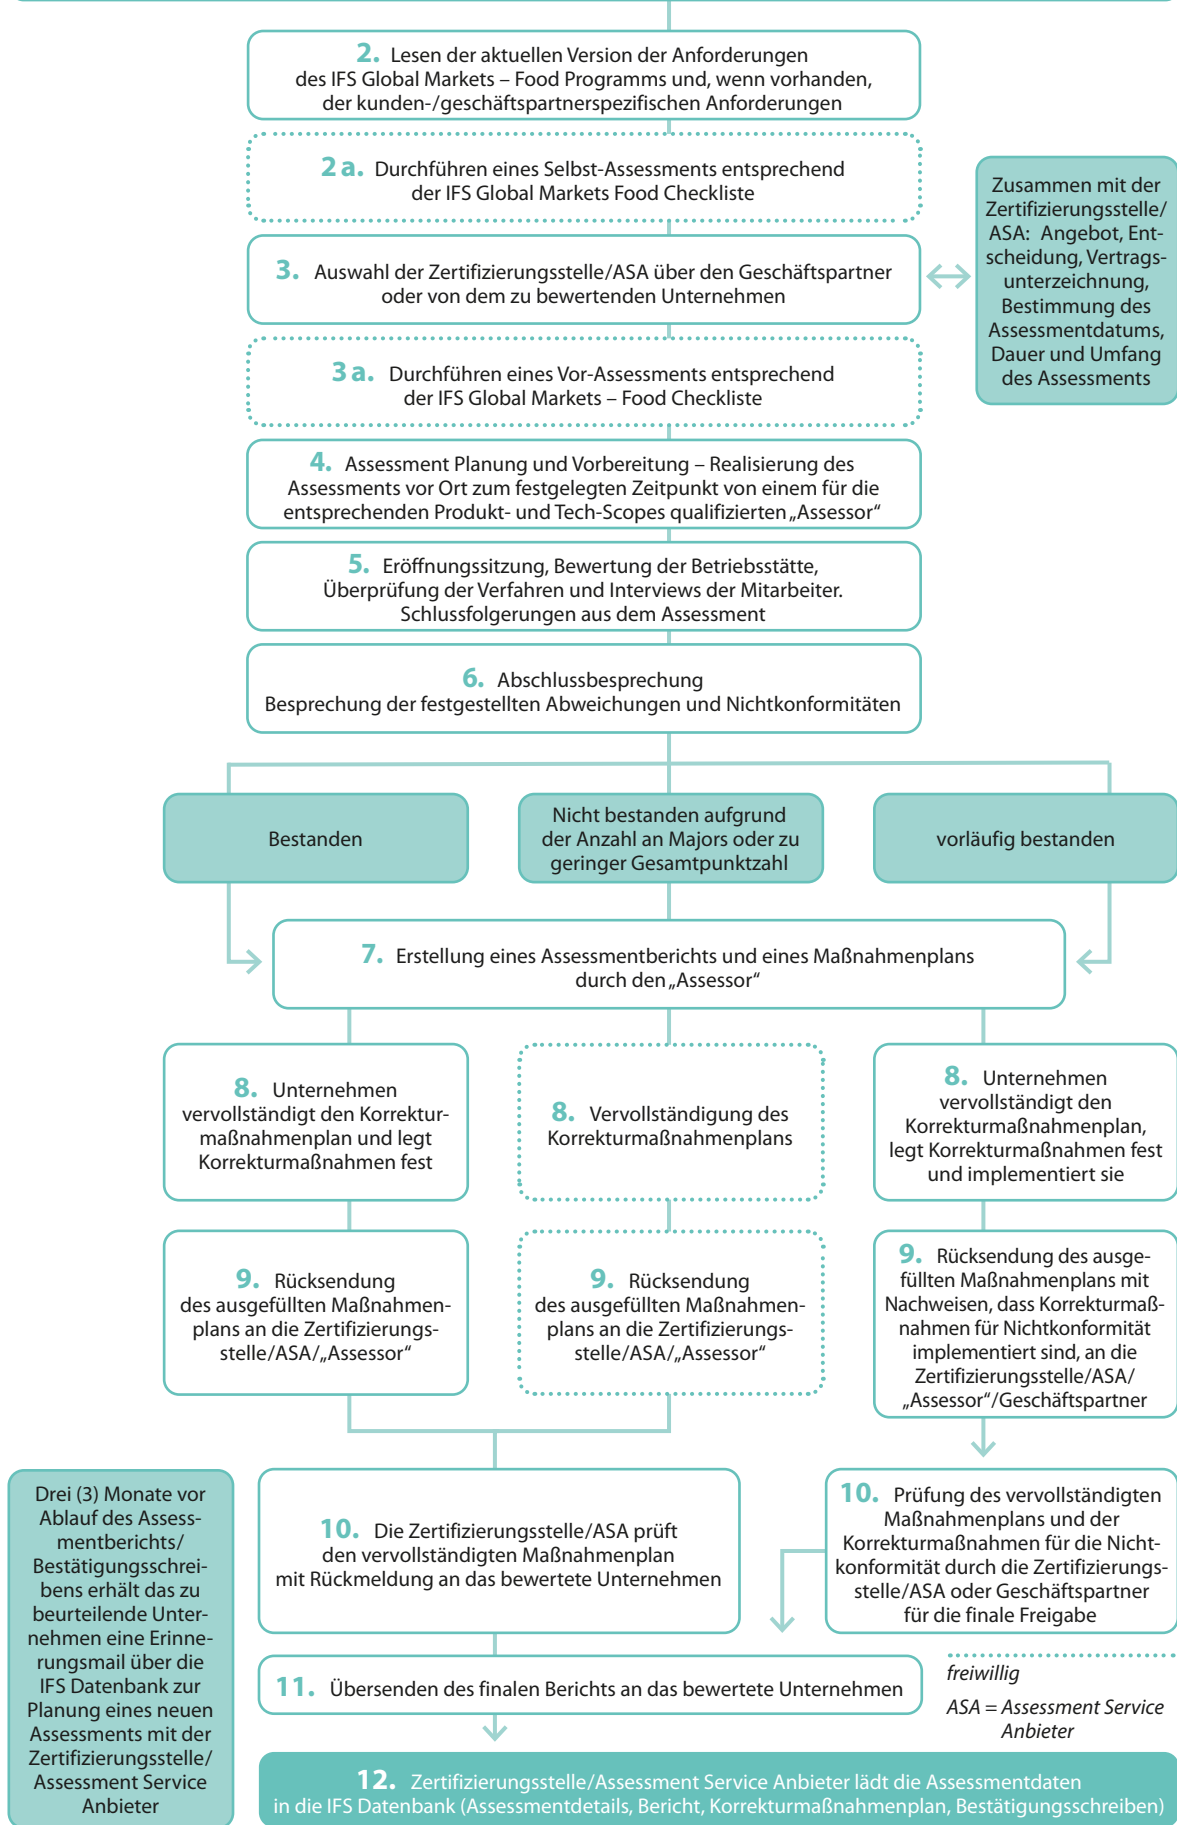 2. Lesen der aktuellen Version der Anforderungen
des IFS Global Markets – Food Programms und, wenn vorhanden,
der kunden-/geschäftspartnerspezifischen Anforderungen
2 a. Durchführen eines Selbst-Assessments entsprechend
der IFS Global Markets Food Checkliste
Zusammen mit der
Zertifizierungsstelle/
ASA: Angebot, Ent-
scheidung, Vertrags-
unterzeichnung,
Bestimmung des
Assessmentdatums,
Dauer und Umfang
des Assessments
3. Auswahl der Zertifizierungsstelle/ASA über den Geschäftspartner
oder von dem zu bewertenden Unternehmen
3 a. Durchführen eines Vor-Assessments entsprechend
der IFS Global Markets – Food Checkliste
4. Assessment Planung und Vorbereitung – Realisierung des
Assessments vor Ort zum festgelegten Zeitpunkt von einem für die
entsprechenden Produkt- und Tech-Scopes qualifizierten „Assessor“
5. Eröffnungssitzung, Bewertung der Betriebsstätte,
Überprüfung der Verfahren und Interviews der Mitarbeiter.
Schlussfolgerungen aus dem Assessment
6. Abschlussbesprechung
Besprechung der festgestellten Abweichungen und Nichtkonformitäten
Bestanden
Nicht bestanden aufgrund
der Anzahl an Majors oder zu
geringer Gesamtpunktzahl
vorläufig bestanden
7. Erstellung eines Assessmentberichts und eines Maßnahmenplans
durch den „Assessor“
8. Unternehmen
vervollständigt den Korrektur-
maßnahmenplan und legt
Korrekturmaßnahmen fest
8. Vervollständigung des
Korrekturmaßnahmenplans
8. Unternehmen
vervollständigt den
Korrekturmaßnahmenplan,
legt Korrekturmaßnahmen fest
und implementiert sie
9. Rücksendung
des ausgefüllten Maßnahmen-
plans an die Zertifizierungs-
stelle/ASA/„Assessor“
9. Rücksendung
des ausgefüllten Maßnahmen-
plans an die Zertifizierungs-
stelle/ASA/„Assessor“
9. Rücksendung des ausge-
füllten Maßnahmenplans mit
Nachweisen, dass Korrekturmaß-
nahmen für Nichtkonformität
implementiert sind, an die
Zertifizierungsstelle/ASA/
„Assessor“/Geschäftspartner
Drei (3) Monate vor
Ablauf des Assess-
mentberichts/
Bestätigungsschrei-
bens erhält das zu
beurteilende Unter-
nehmen eine Erinne-
rungsmail über die
IFS Datenbank zur
Planung eines neuen
Assessments mit der
Zertifizierungsstelle/
Assessment Service
Anbieter
10. Die Zertifizierungsstelle/ASA prüft
den vervollständigten Maßnahmenplan
mit Rückmeldung an das bewertete Unternehmen
10. Prüfung des vervollständigten
Maßnahmenplans und der
Korrekturmaßnahmen für die Nicht-
konformität durch die Zertifizierungs-
stelle/ASA oder Geschäftspartner
für die finale Freigabe
11. Übersenden des finalen Berichts an das bewertete Unternehmen
freiwillig
ASA = Assessment Service
Anbieter
12. Zertifizierungsstelle/Assessment Service Anbieter lädt die Assessmentdaten
in die IFS Datenbank (Assessmentdetails, Bericht, Korrekturmaßnahmenplan, Bestätigungsschreiben)